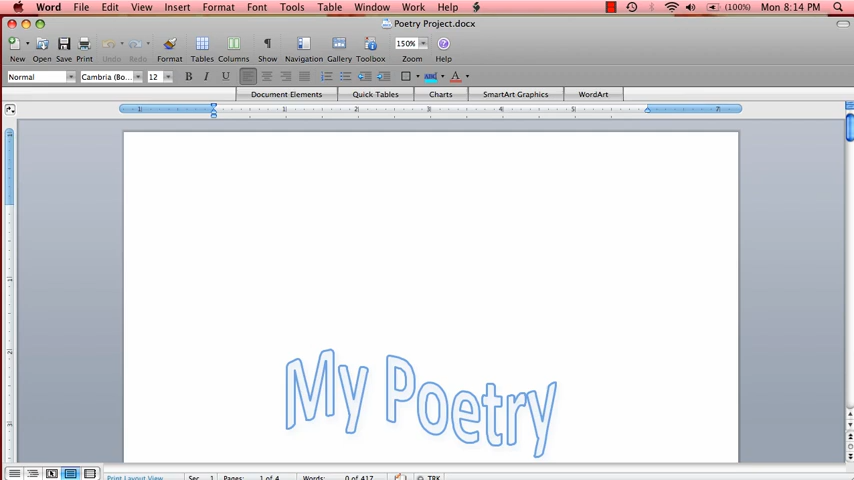 Word File Edit View Insert Format Font Tools Table Window Work Help (100%) Mon 8:14 PM
Poetry Project.docx
150%
New Open Save Print Undo Redo Format Tables Columns Show Navigation Gallery Toolbox Zoom Help
Normal Cambria (Bo... 12 B I U
Document Elements Quick Tables Charts SmartArt Graphics WordArt
My Poetry
Print Layout View Sec 1 Pages: 1 of 4 Words: 0 of 417 TRK